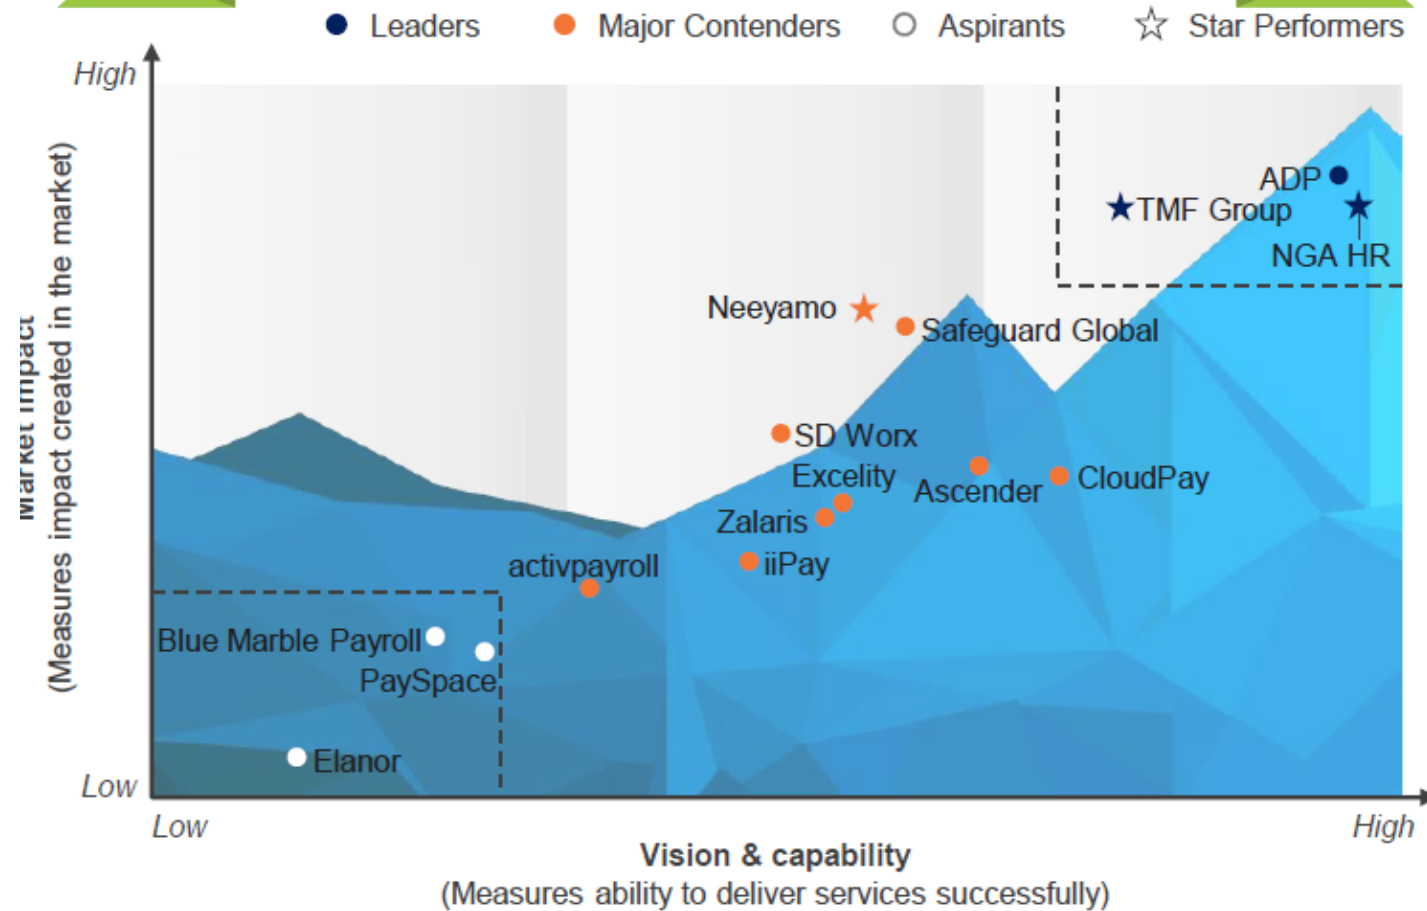 Leaders
Major Contenders
Aspirants
Star Performers
High
Market Impact
(Measures impact created in the market)
ADP
TMF Group
NGA HR
Neeyamo
Safeguard Global
SD Worx
Excelity
Ascender
CloudPay
Zalaris
activpayroll
iiPay
Blue Marble Payroll
PaySpace
Elanor
Low
Low
High
Vision & capability
(Measures ability to deliver services successfully)